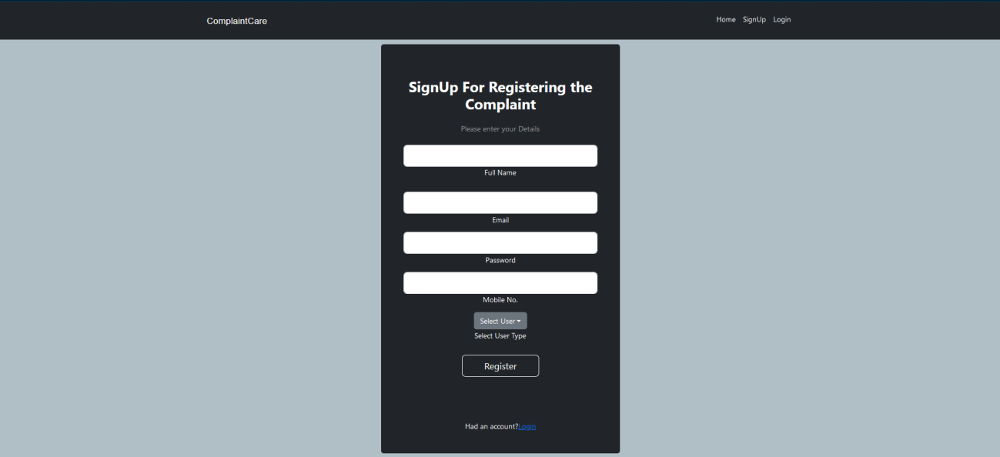 ComplaintCare
Home SignUp Login
SignUp For Registering the
Complaint
Please enter your Details
Full Name
Email
Password
Mobile No.
Select User
Select User Type
Register
Had an account?Login